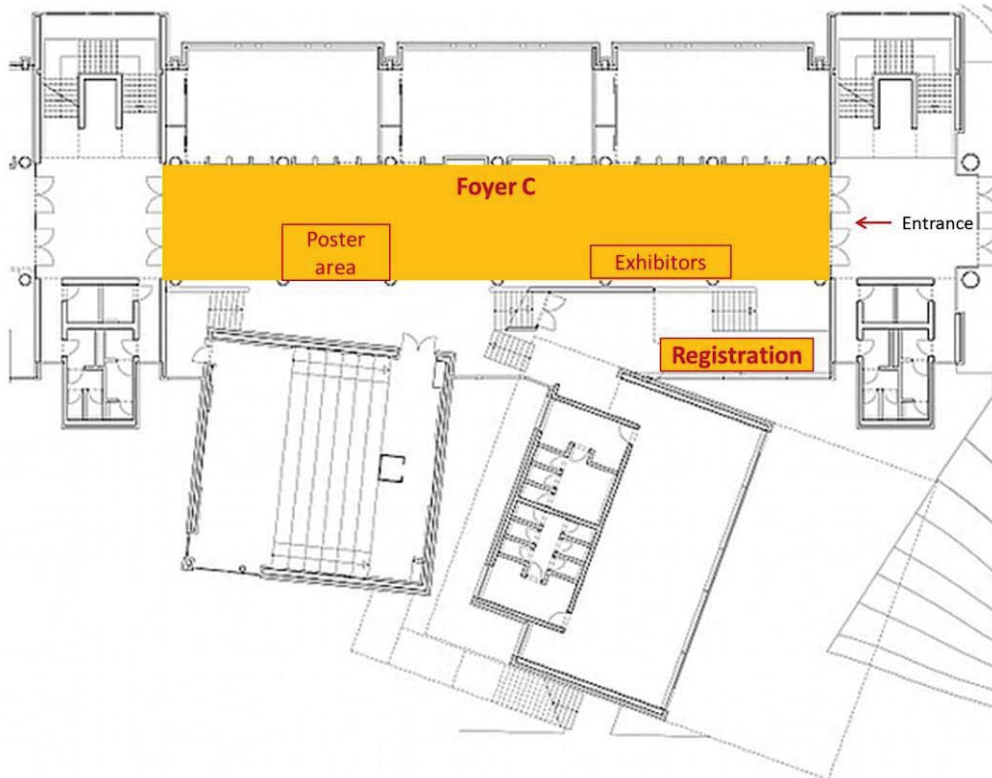 Foyer C
Entrance
Poster
area
Exhibitors
Registration